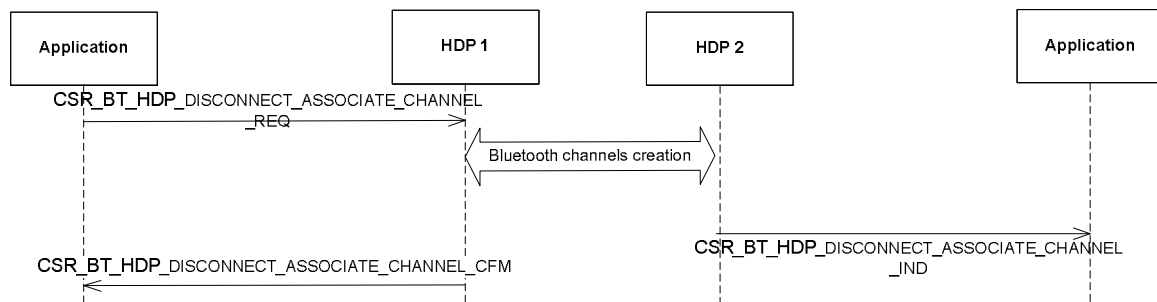 Application
HDP 1
HDP 2
Application
CSR_BT_HDP_DISCONNECT_ASSOCIATE_CHANNEL
_REQ
Bluetooth channels creation
CSR_BT_HDP_DISCONNECT_ASSOCIATE_CHANNEL
_IND
CSR_BT_HDP_DISCONNECT_ASSOCIATE_CHANNEL_CFM